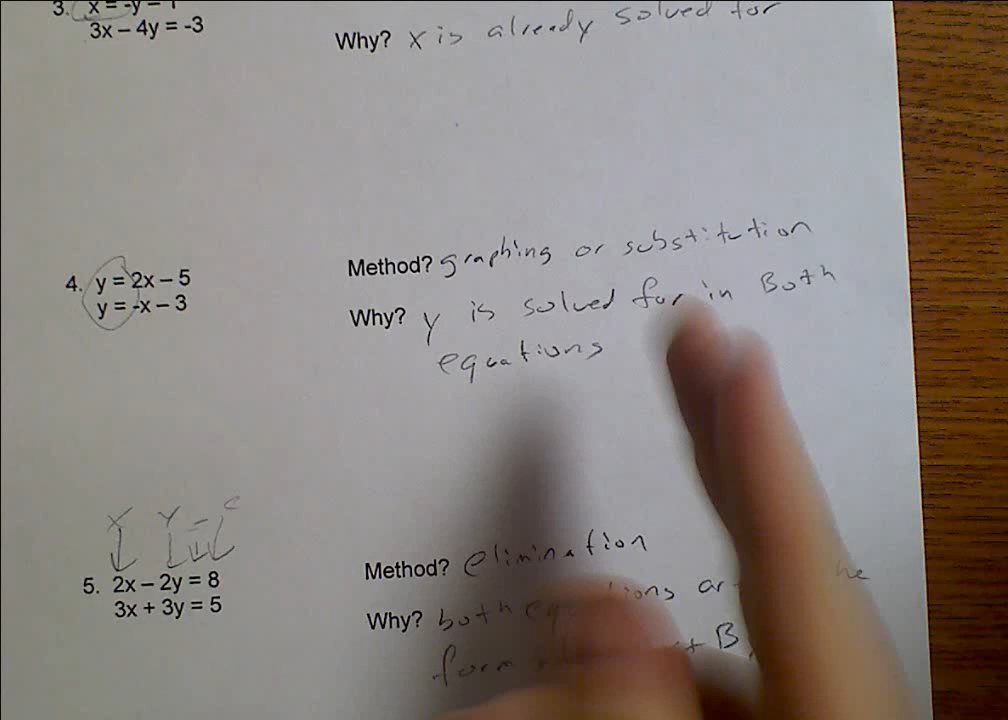 3. x = -y –
3x – 4y = -3
Why? x is already solved for
Method? graphing or substitution
4. y = 2x – 5
y = -x – 3
Why? y is solved for in Both
equations
x y = c
Method? elimination
5. 2x – 2y = 8
3x + 3y = 5
Why? both
form B